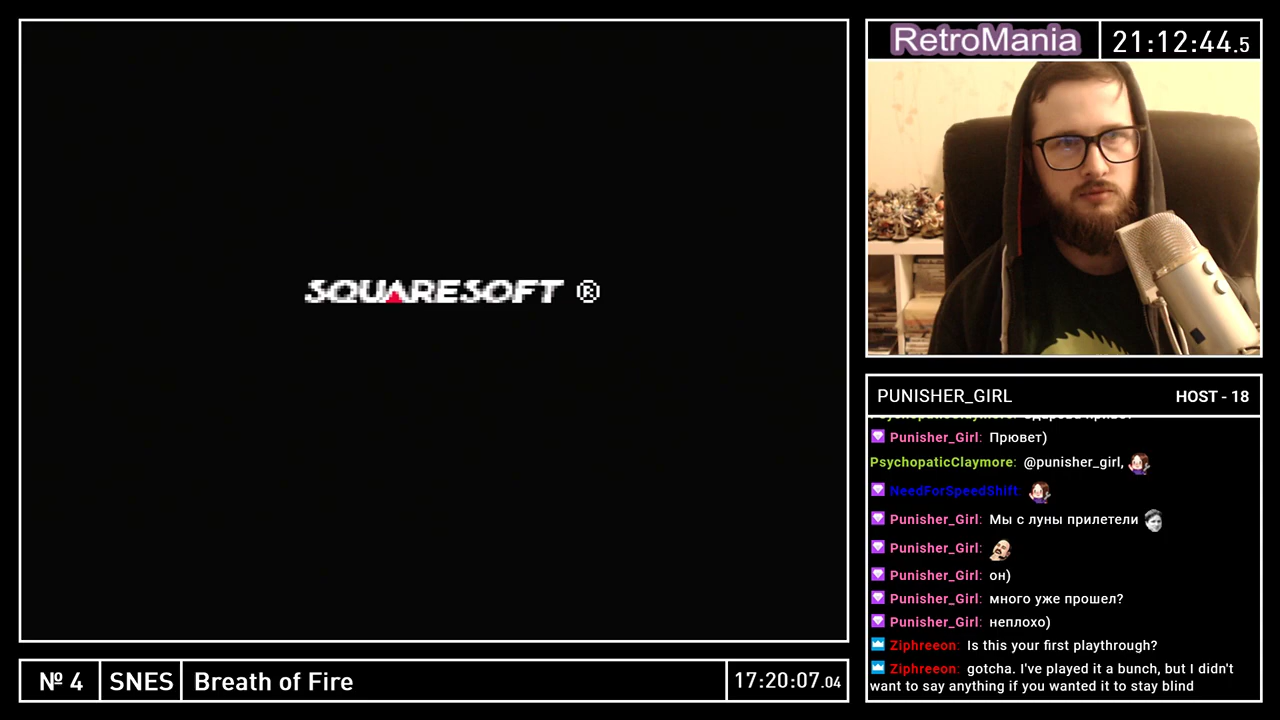 SQUARESOFT ®
RetroMania
21:12:44.5
PUNISHER_GIRL
HOST - 18
Punisher_Girl: Прювет)
PsychopaticClaymore: @punisher_girl,
NeedForSpeedShift:
Punisher_Girl: Мы с луны прилетели
Punisher_Girl:
Punisher_Girl: он)
Punisher_Girl: много уже прошел?
Punisher_Girl: неплохо)
Ziphreeon: Is this your first playthrough?
Ziphreeon: gotcha. I've played it a bunch, but I didn't
want to say anything if you wanted it to stay blind
№ 4
SNES
Breath of Fire
17:20:07.04